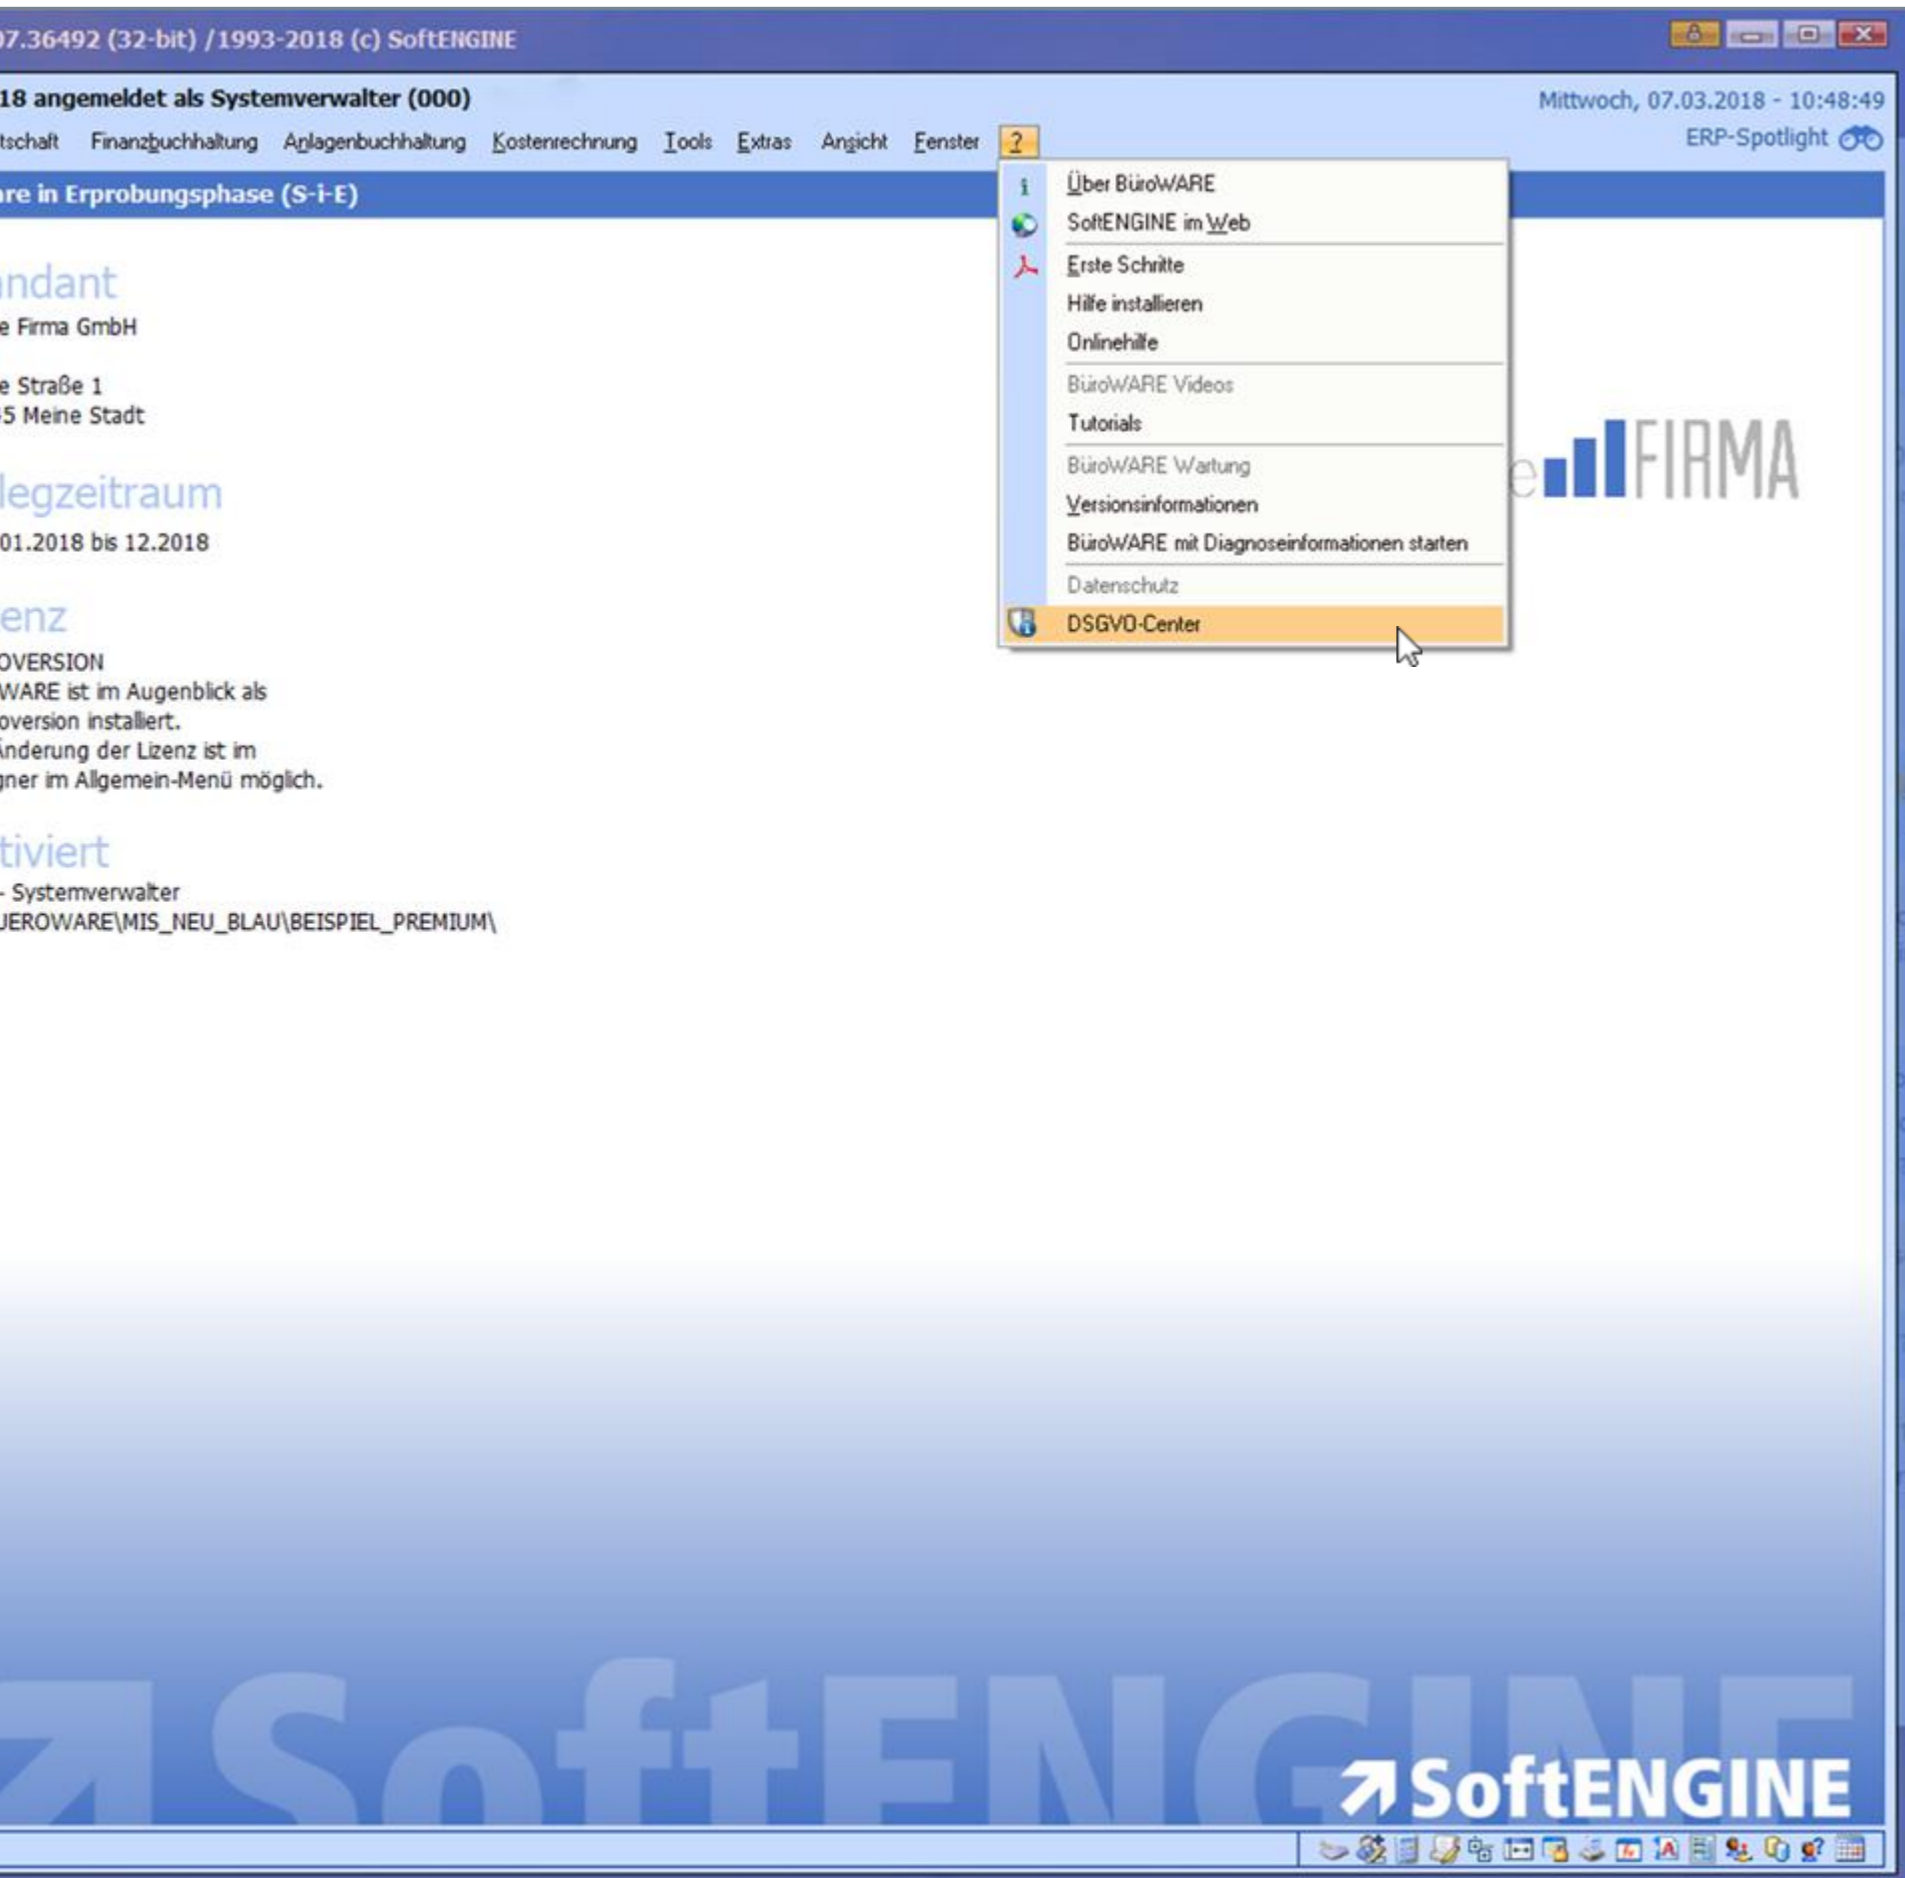 07.36492 (32-bit) / 1993-2018 (c) SoftENGINE
18 angemeldet als Systemverwalter (000)
Mittwoch, 07.03.2018 - 10:48:49
tschaft Finanzbuchhaltung Anlagenbuchhaltung Kostenrechnung Tools Extras Ansicht Fenster ?
ERP-Spotlight
are in Erprobungsphase (S-i-E)
Über BüroWARE
SoftENGINE im Web
Erste Schritte
Hilfe installieren
Onlinehilfe
BüroWARE Videos
Tutorials
BüroWARE Wartung
Versionsinformationen
BüroWARE mit Diagnoseinformationen starten
Datenschutz
DSGVO-Center
andant
e Firma GmbH
e Straße 1
5 Meine Stadt
e FIRMA
legzeitraum
01.2018 bis 12.2018
enz
OVERSION
WARE ist im Augenblick als
oversion installiert.
Änderung der Lizenz ist im
gner im Allgemein-Menü möglich.
tiviert
- Systemverwalter
UEROWARE\MIS_NEU_BLAU\BEISPIEL_PREMIUM\
SoftENGINE
SoftENGINE